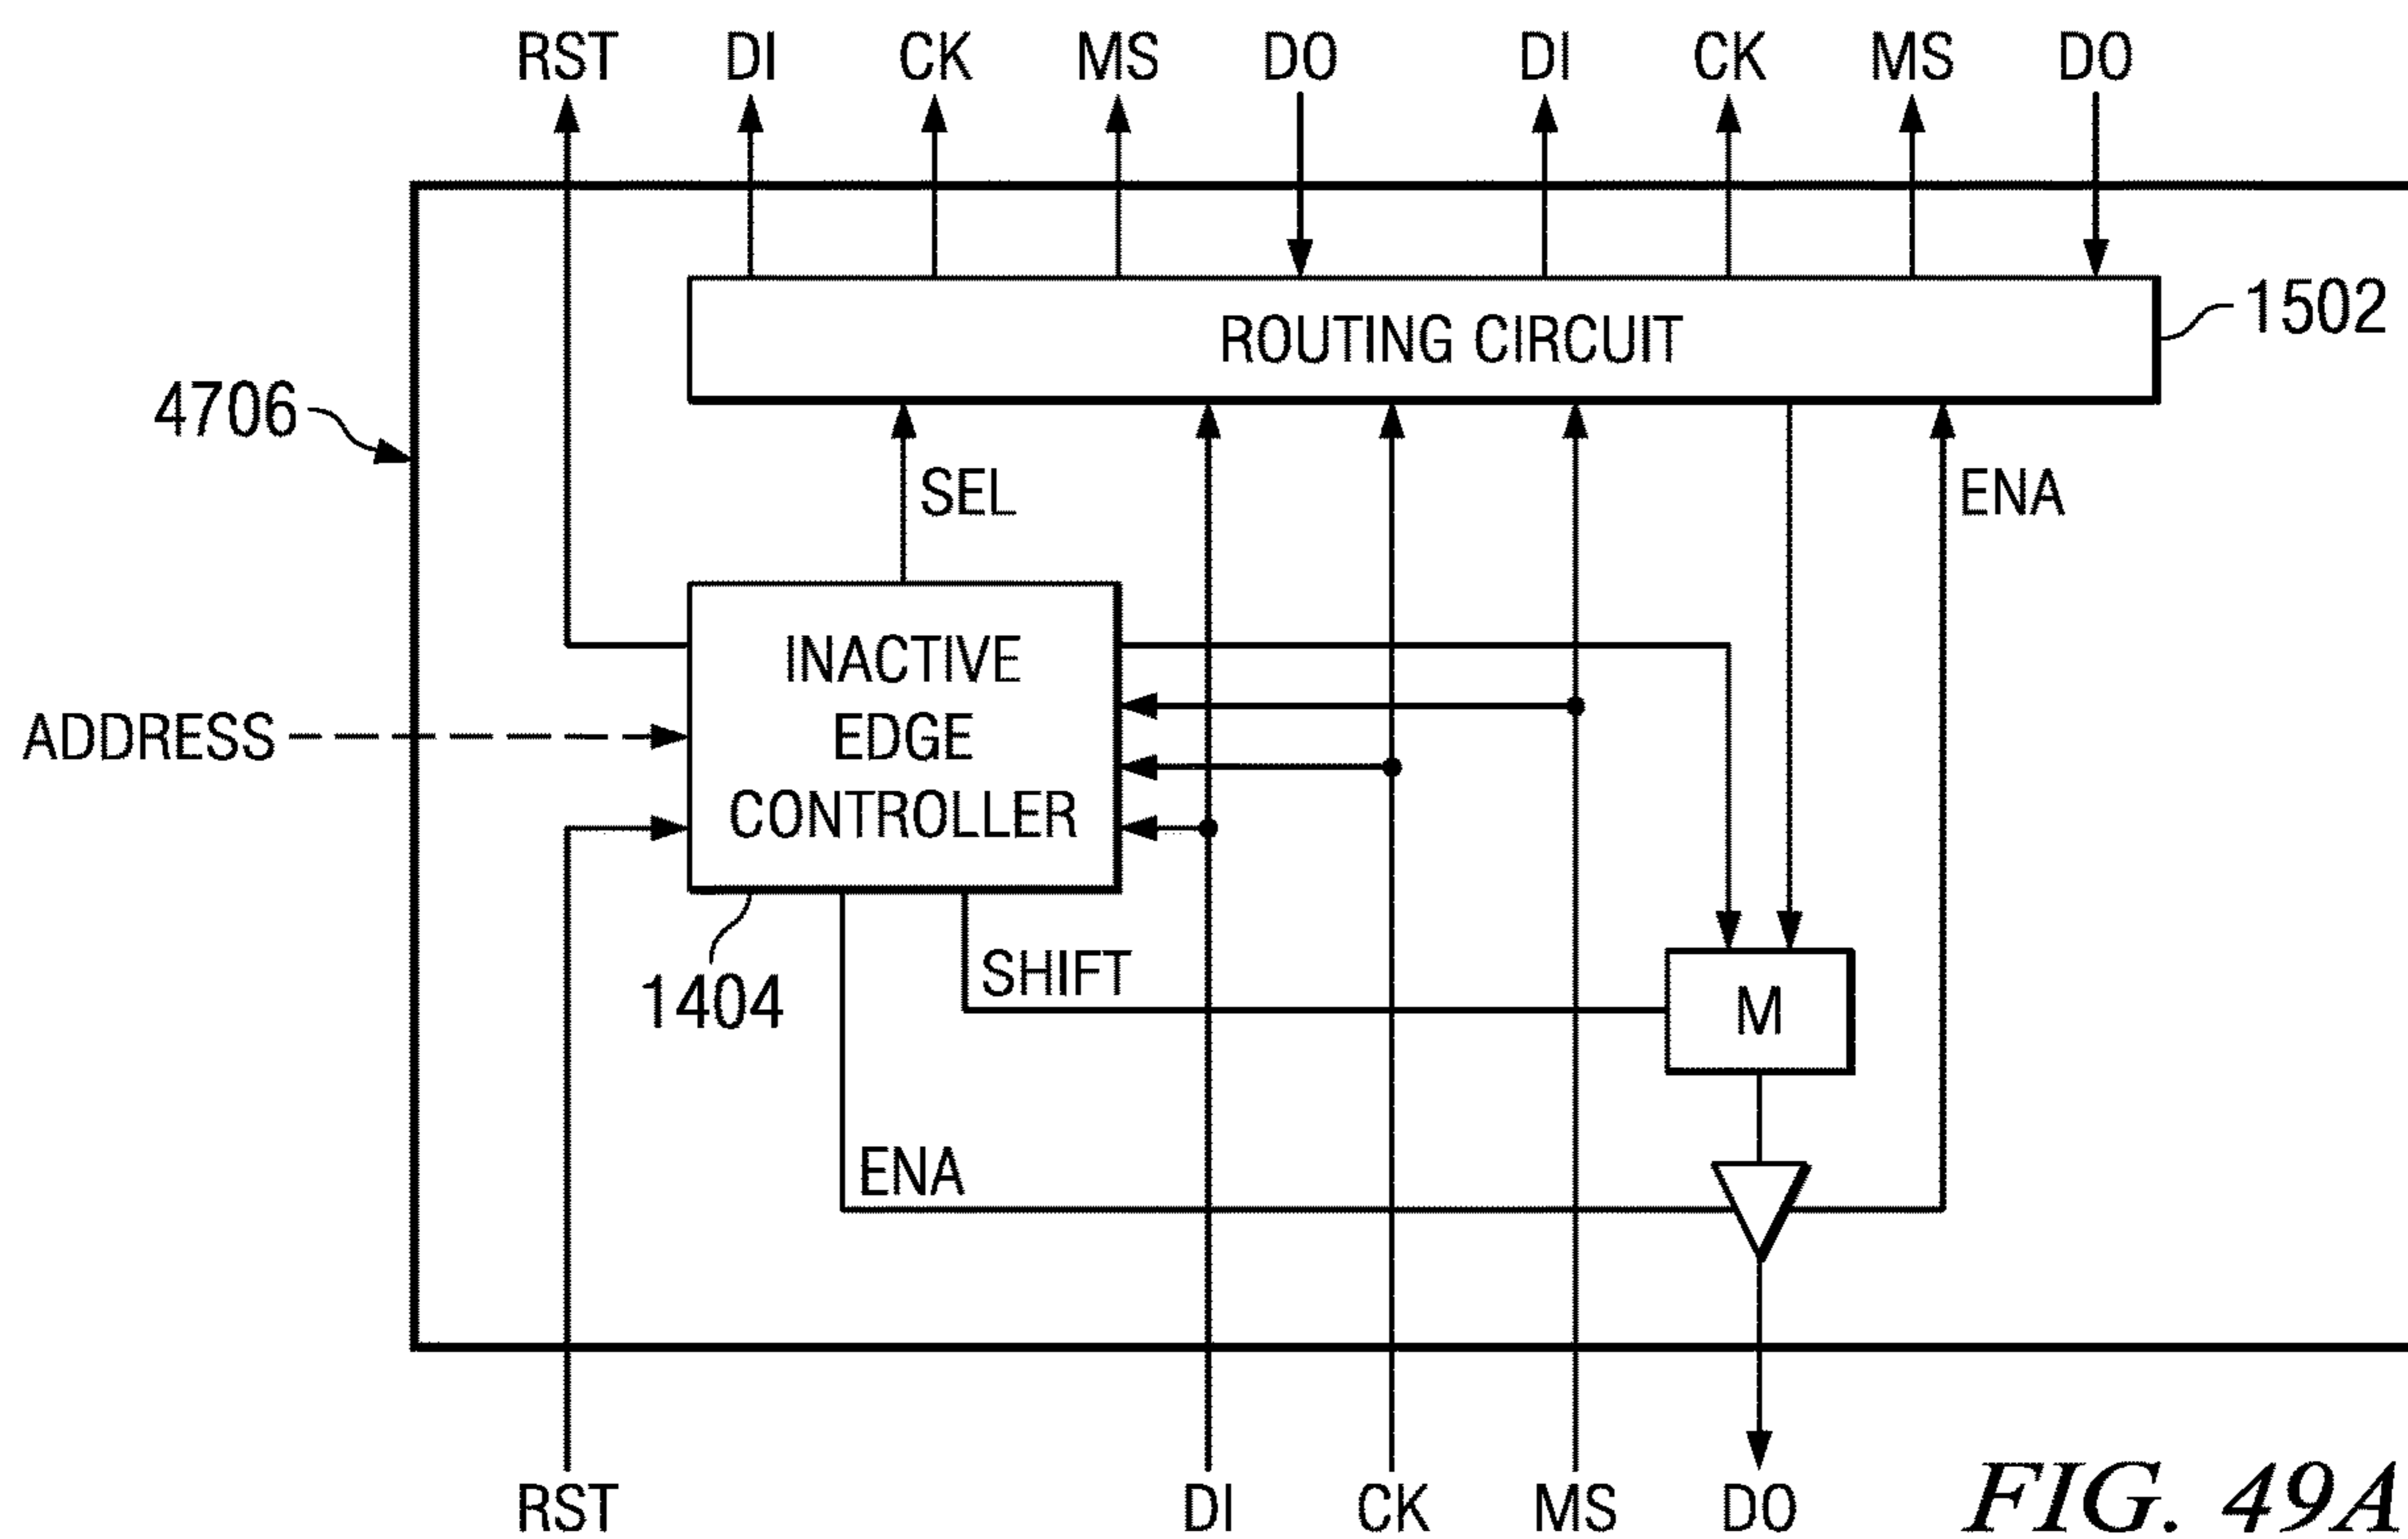 RST DI CK MS DO DI CK MS DO
ROUTING CIRCUIT
1502
4706
SEL
ENA
INACTIVE
EDGE
CONTROLLER
ADDRESS
1404
SHIFT
M
ENA
RST DI CK MS DO
FIG. 49A